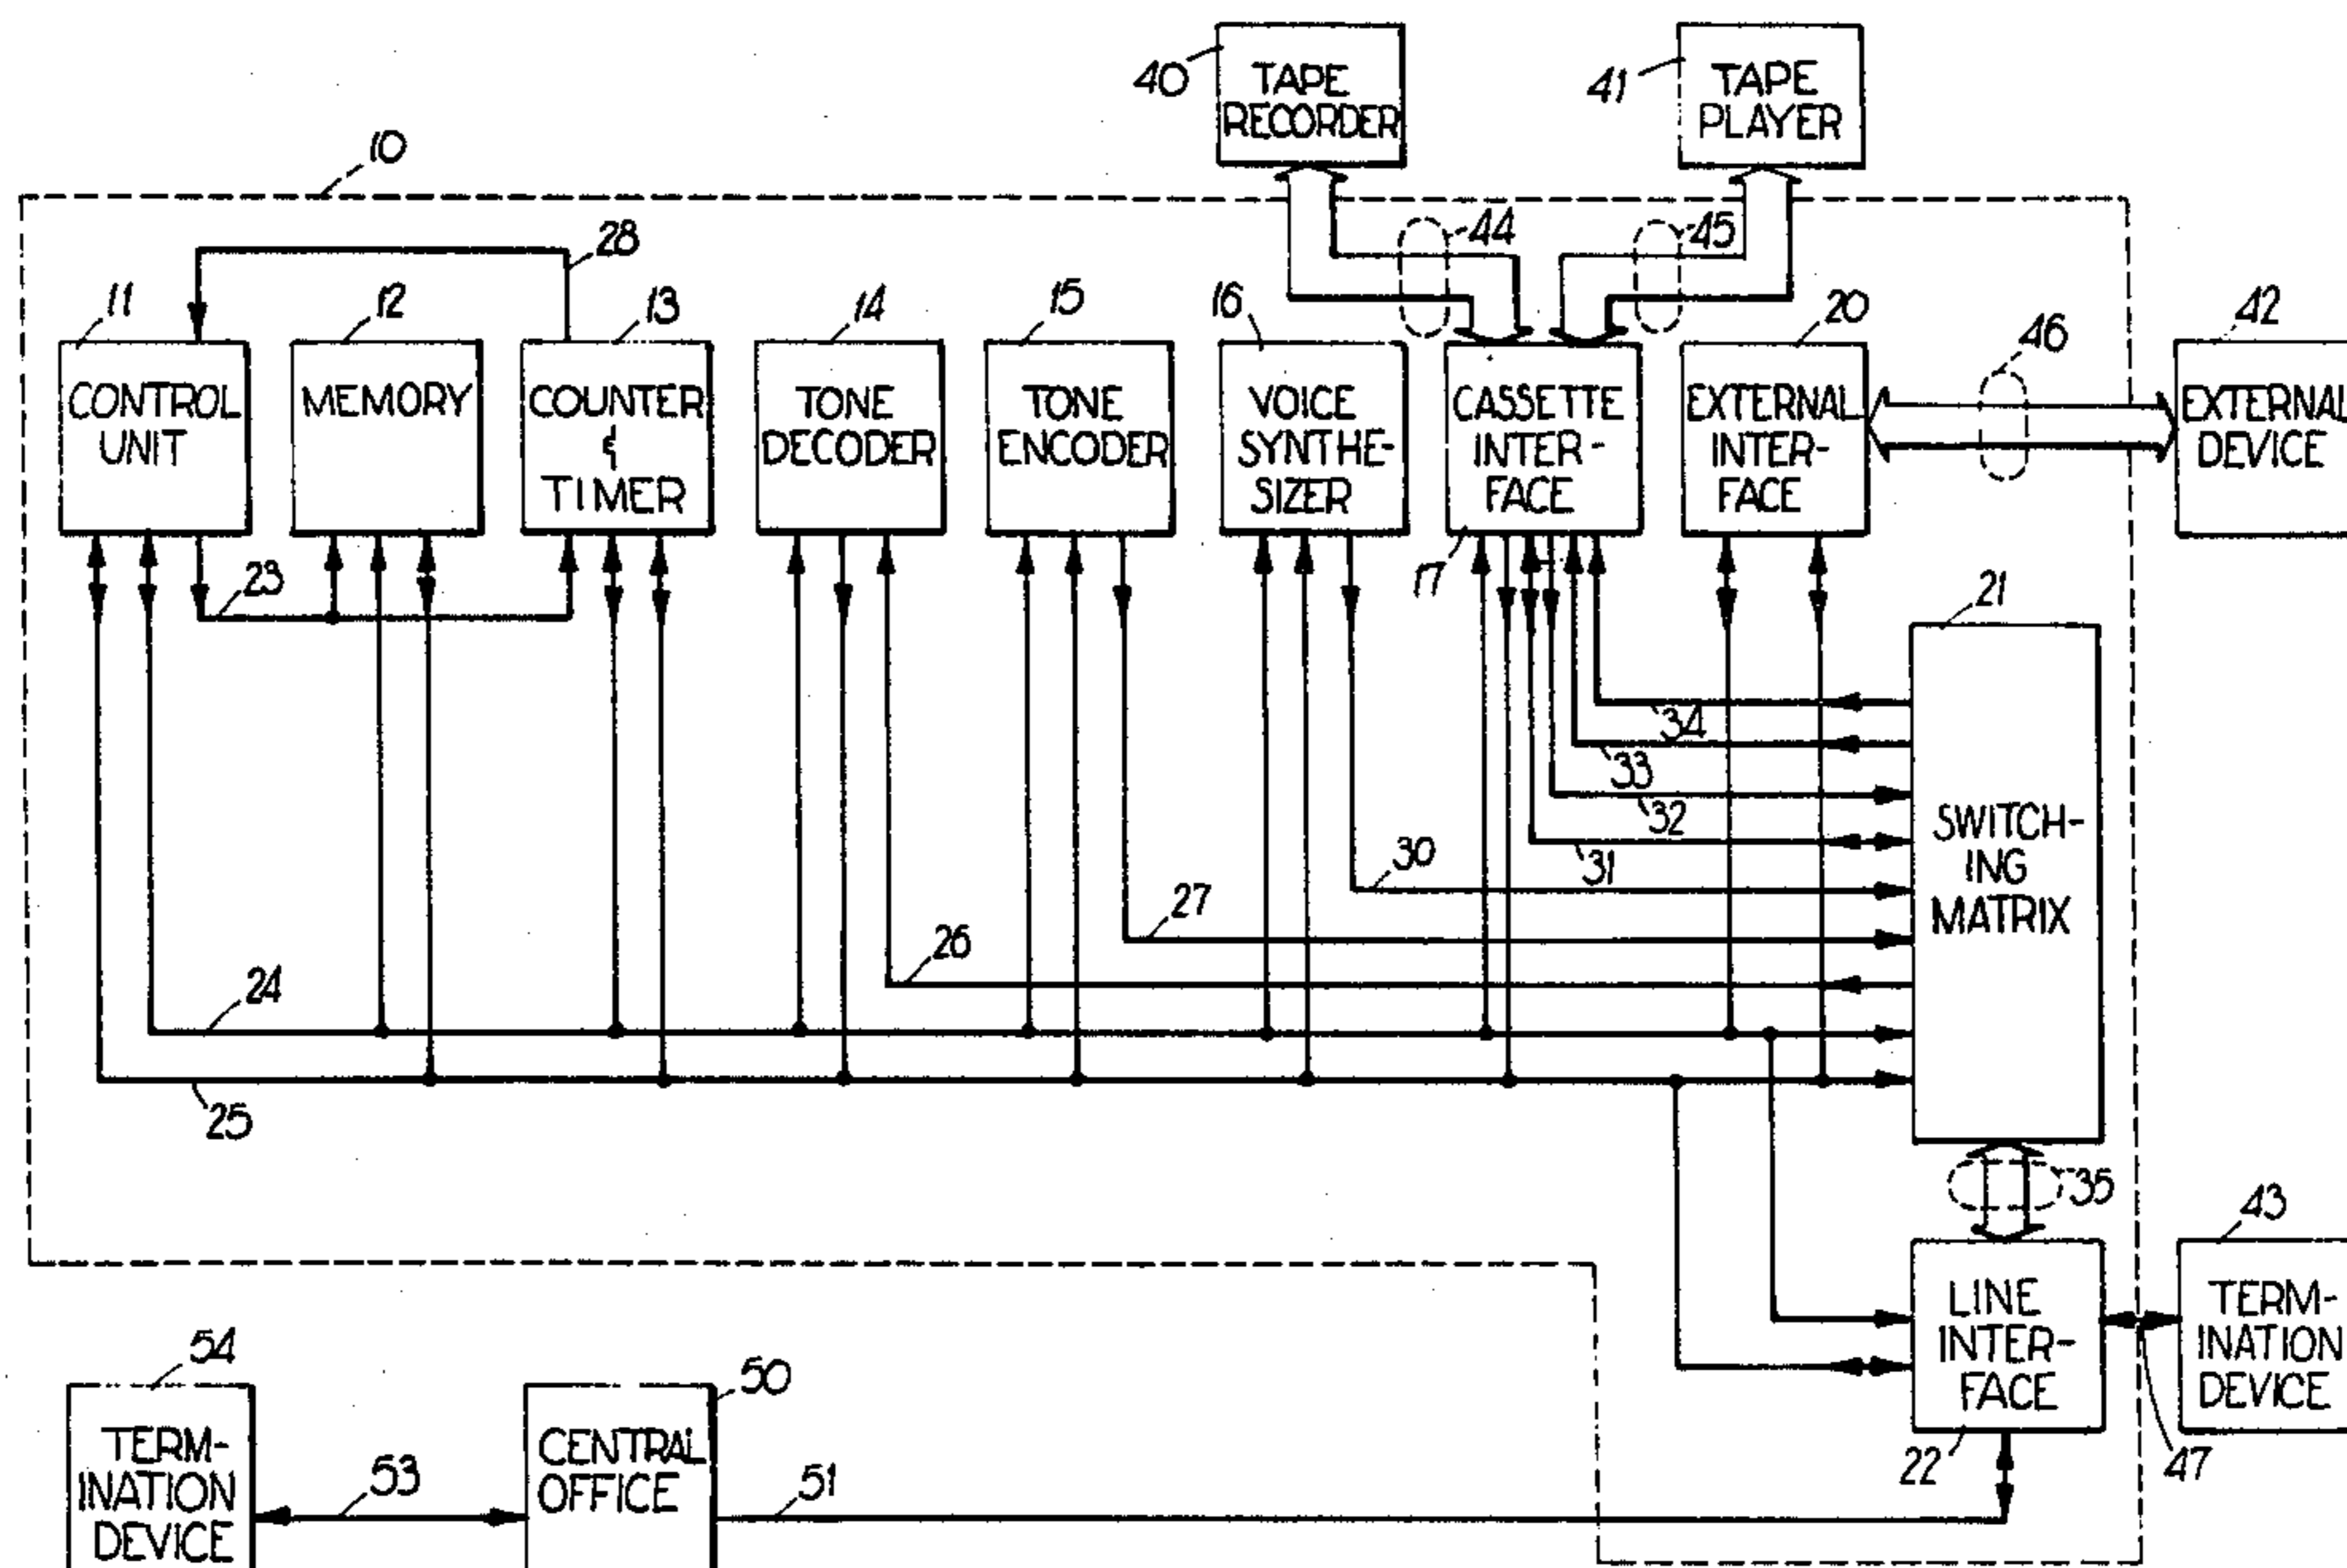 40
TAPE
RECORDER
41
TAPE
PLAYER
10
44
45
28
11
CONTROL
UNIT
12
MEMORY
13
COUNTER
&
TIMER
14
TONE
DECODER
15
TONE
ENCODER
16
VOICE
SYNTHE-
SIZER
17
CASSETTE
INTER-
FACE
20
EXTERNAL
INTER-
FACE
46
42
EXTERNAL
DEVICE
23
21
SWITCH-
ING
MATRIX
34
33
32
31
30
27
26
24
25
35
43
TERM-
INATION
DEVICE
LINE
INTER-
FACE
22
47
54
TERM-
INATION
DEVICE
53
50
CENTRAL
OFFICE
51